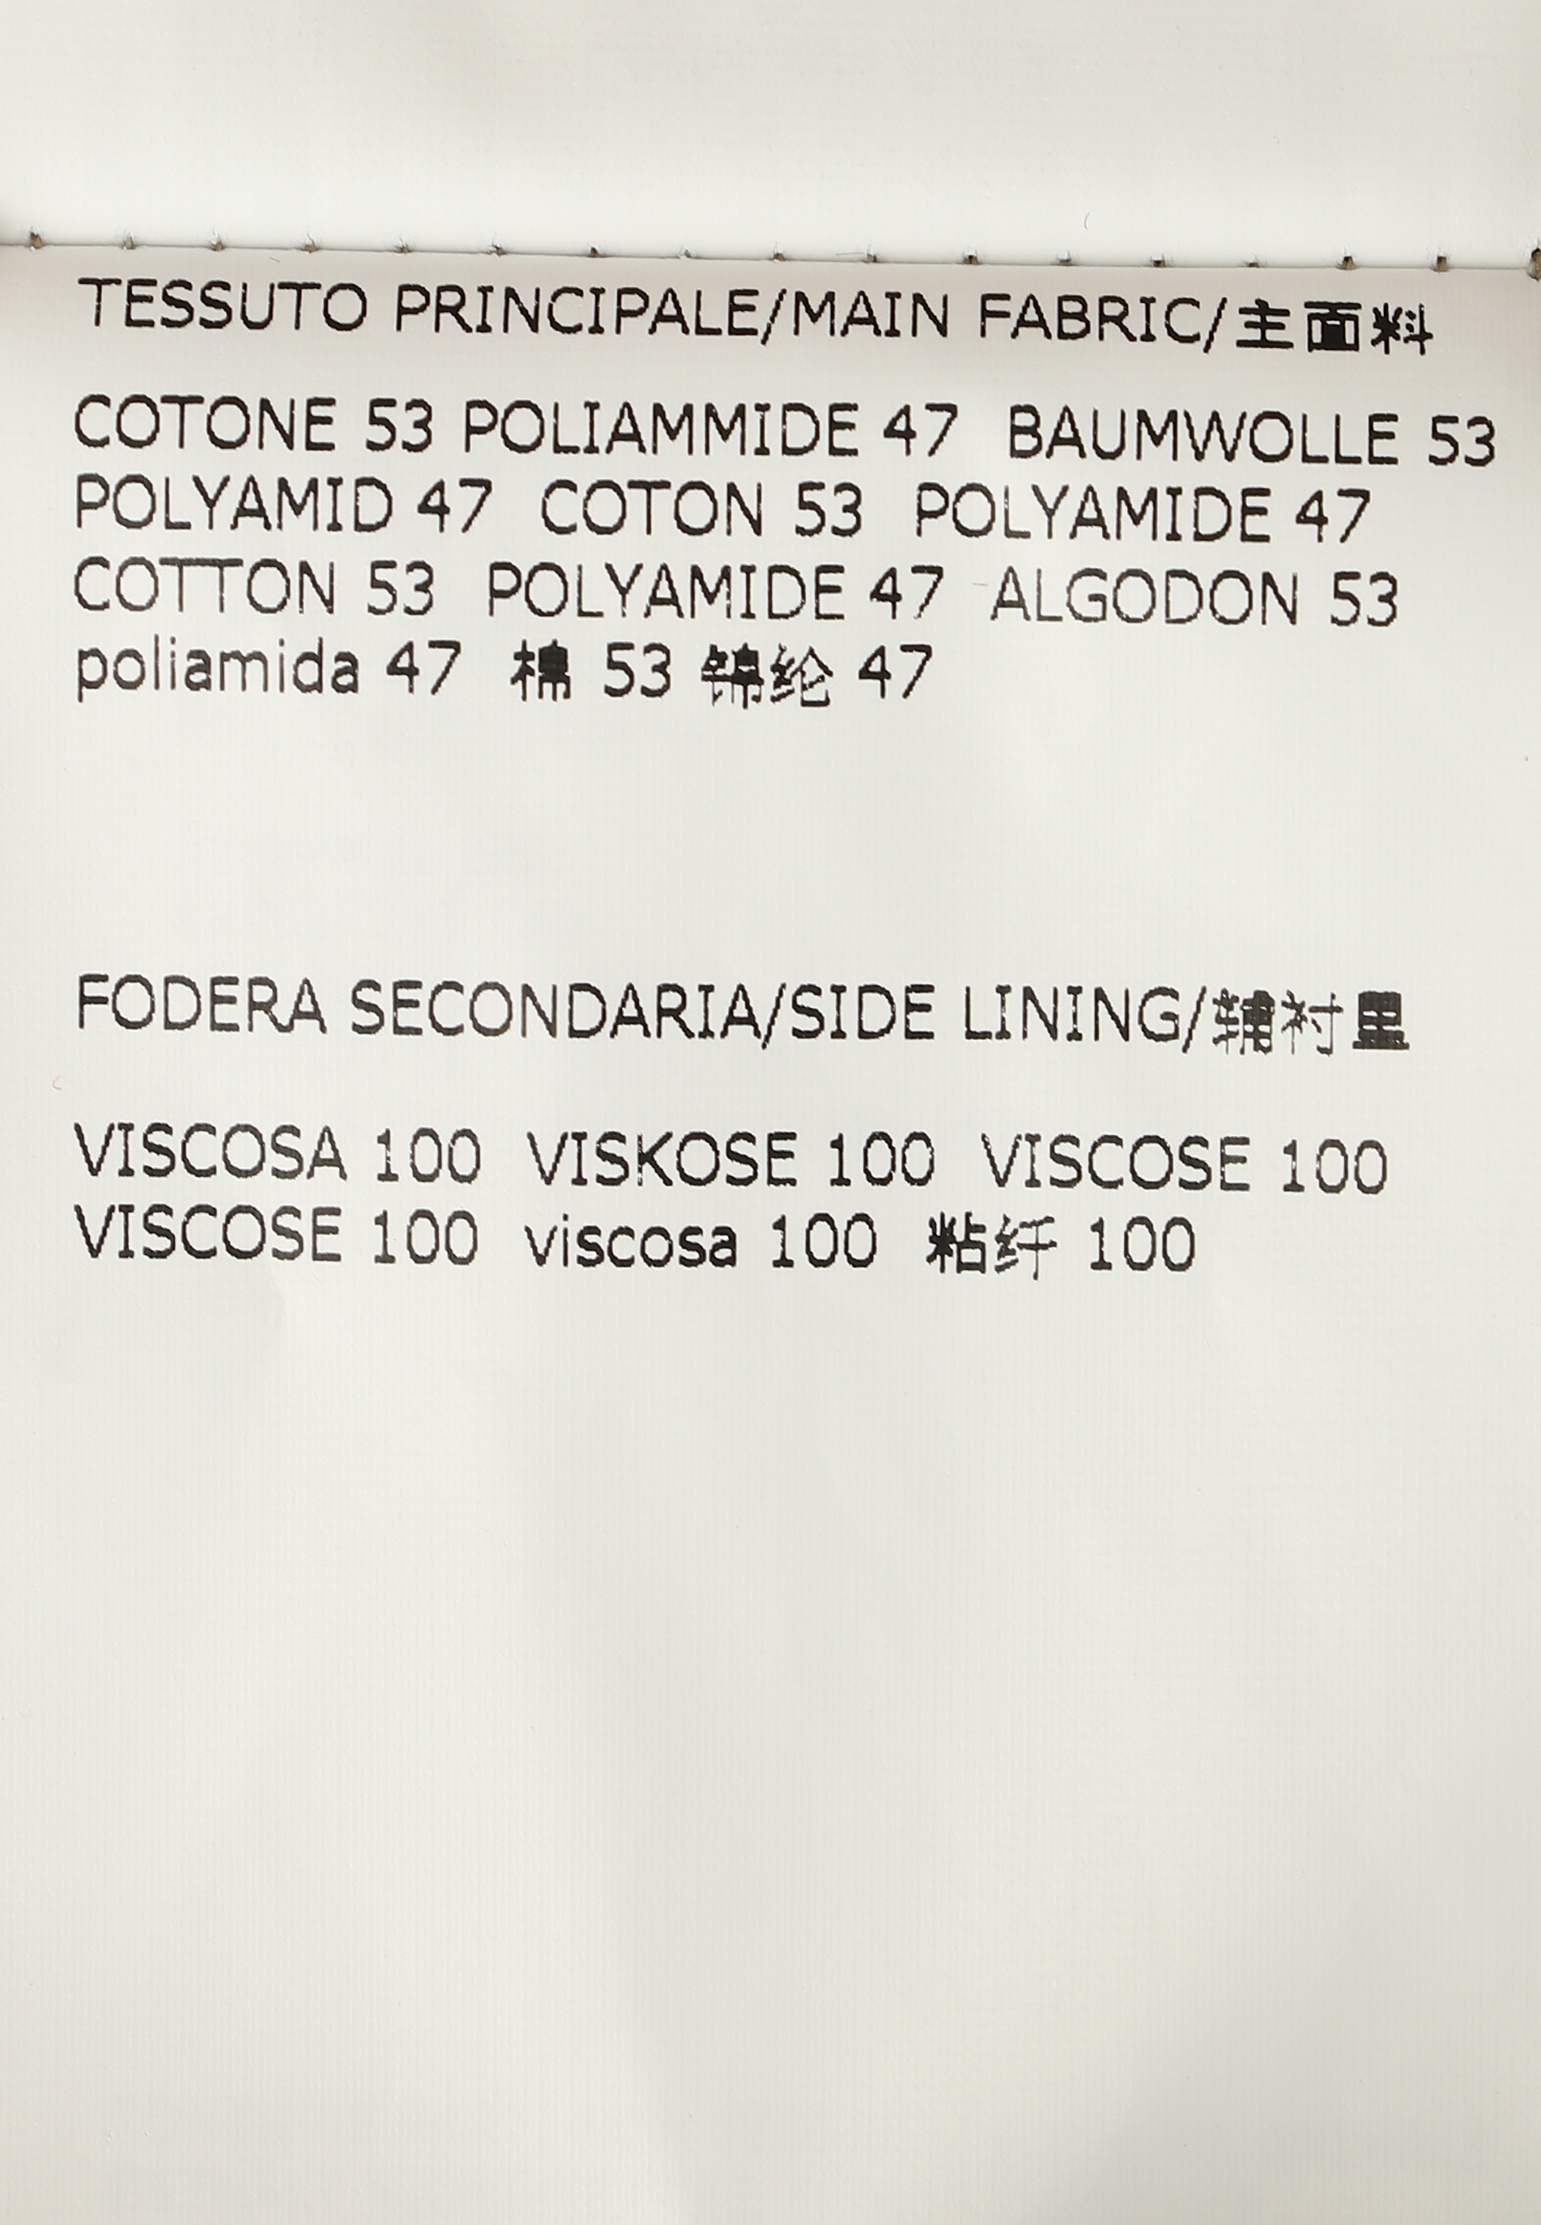 TESSUTO PRINCIPALE/MAIN FABRIC/主面料
COTONE 53 POLIAMMIDE 47 BAUMWOLLE 53
POLYAMID 47 COTON 53 POLYAMIDE 47
COTTON 53 POLYAMIDE 47 ALGODON 53
poliamida 47 棉 53 锦纶 47
FODERA SECONDARIA/SIDE LINING/辅衬里
VISCOSA 100 VISKOSE 100 VISCOSE 100
VISCOSE 100 viscosa 100 粘纤 100